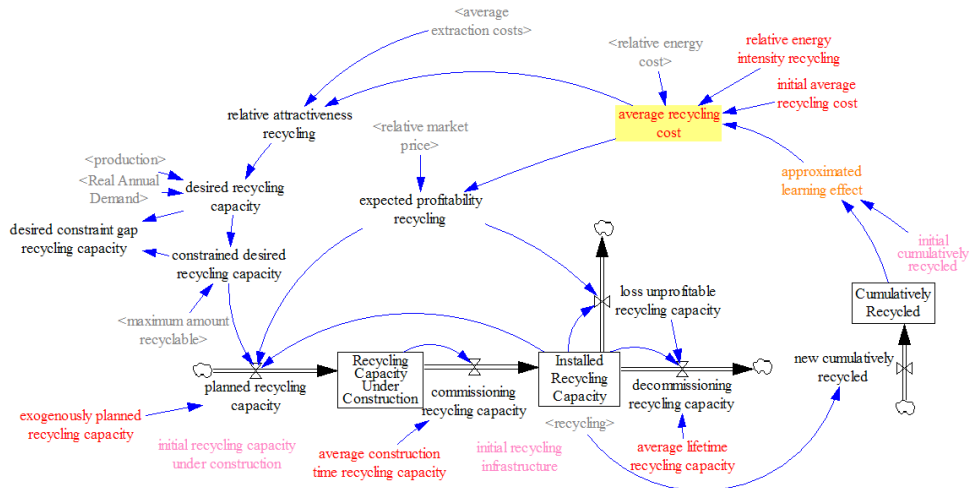 <average
extraction costs>
<relative energy
cost>
relative energy
intensity recycling
initial average
recycling cost
relative attractiveness
recycling
<relative market
price>
average recycling
cost
<production>
<Real Annual
Demand>
desired recycling
capacity
expected profitability
recycling
approximated
learning effect
desired constraint gap
recycling capacity
constrained desired
recycling capacity
initial
cumulatively
recycled
<maximum amount
recyclable>
loss unprofitable
recycling capacity
Cumulatively
Recycled
planned recycling
capacity
Recycling
Capacity
Under
Construction
commissioning
recycling capacity
Installed
Recycling
Capacity
decommissioning
recycling capacity
new cumulatively
recycled
exogenously planned
recycling capacity
initial recycling capacity
under construction
average construction
time recycling capacity
initial recycling
infrastructure
<recycling>
average lifetime
recycling capacity